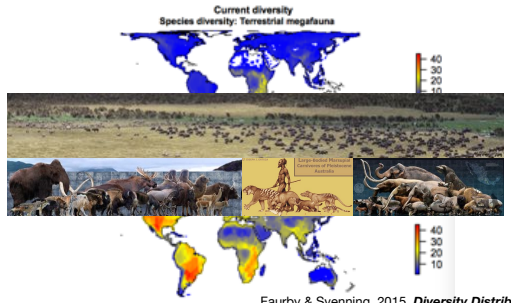 Current diversity
Species diversity: Terrestrial megafauna
40
30
20
10
Large-Bodied Marsupial
Carnivores of Pleistocene
Australia
40
30
20
10
Faurby & Svenning, 2015, Diversity Distrib